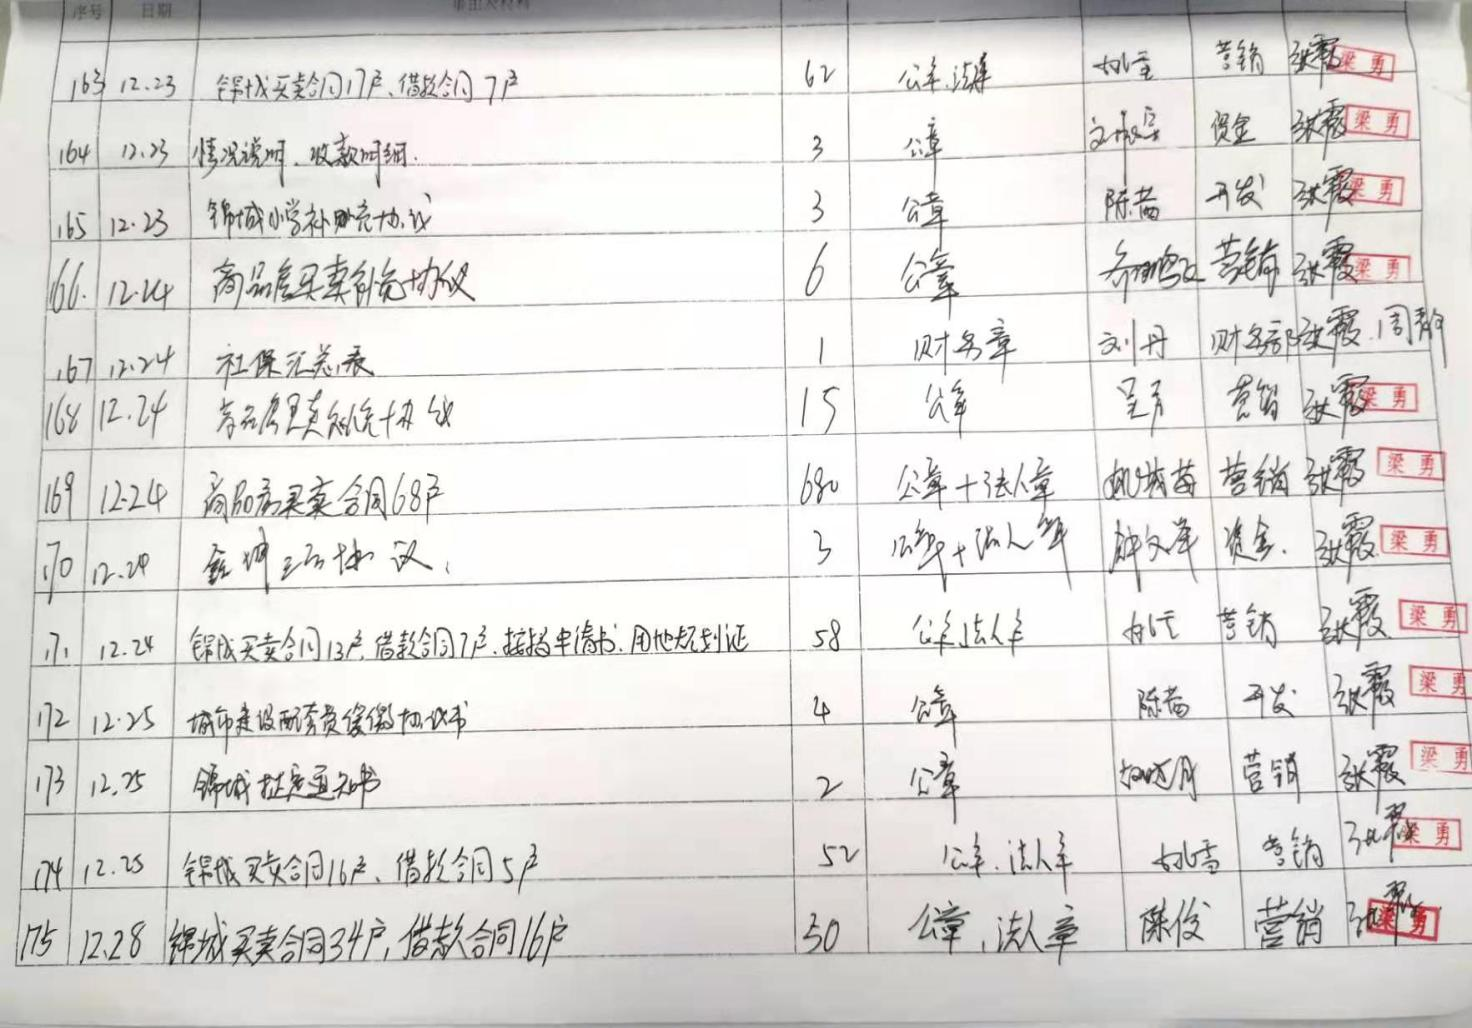 序号 日期
163 12.23 锦城买卖合同17户、借款合同7户 62 公章、法章 营销 张霞 梁勇
164 12.23 情况说明、收款明细. 3 公章 资金 张霞 梁勇
165 12.23 锦城小学补充协议 3 公章 陈茜 开发 张霞 梁勇
166. 12.24 商品房买卖补充协议 6 公章 营销 张霞 梁勇
167 12.24 社保汇总表 1 财务章 刘丹 财务部 张霞、周静
168 12.24 商品房买卖补充协议 15 公章 营销 张霞 梁勇
169 12.24 商品房买卖合同68户 680 公章+法人章 营销 张霞 梁勇
170 12.24 协议 3 公章+法人章 资金. 张霞 梁勇
171 12.24 锦城买卖合同13户、借款合同7户、接抄申请书、用地规划证 58 公章、法人章 营销 张霞 梁勇
172 12.25 城市建设配套费缓缴协议书 4 公章 陈茜 开发 张霞 梁勇
173 12.25 锦城通知书 2 公章 营销 张霞 梁勇
174 12.25 锦城买卖合同16户、借款合同5户 52 公章、法人章 营销 张霞 梁勇
175 12.28 锦城买卖合同34户,借款合同16户 50 公章,法人章 陈俊 营销 张霞 梁勇